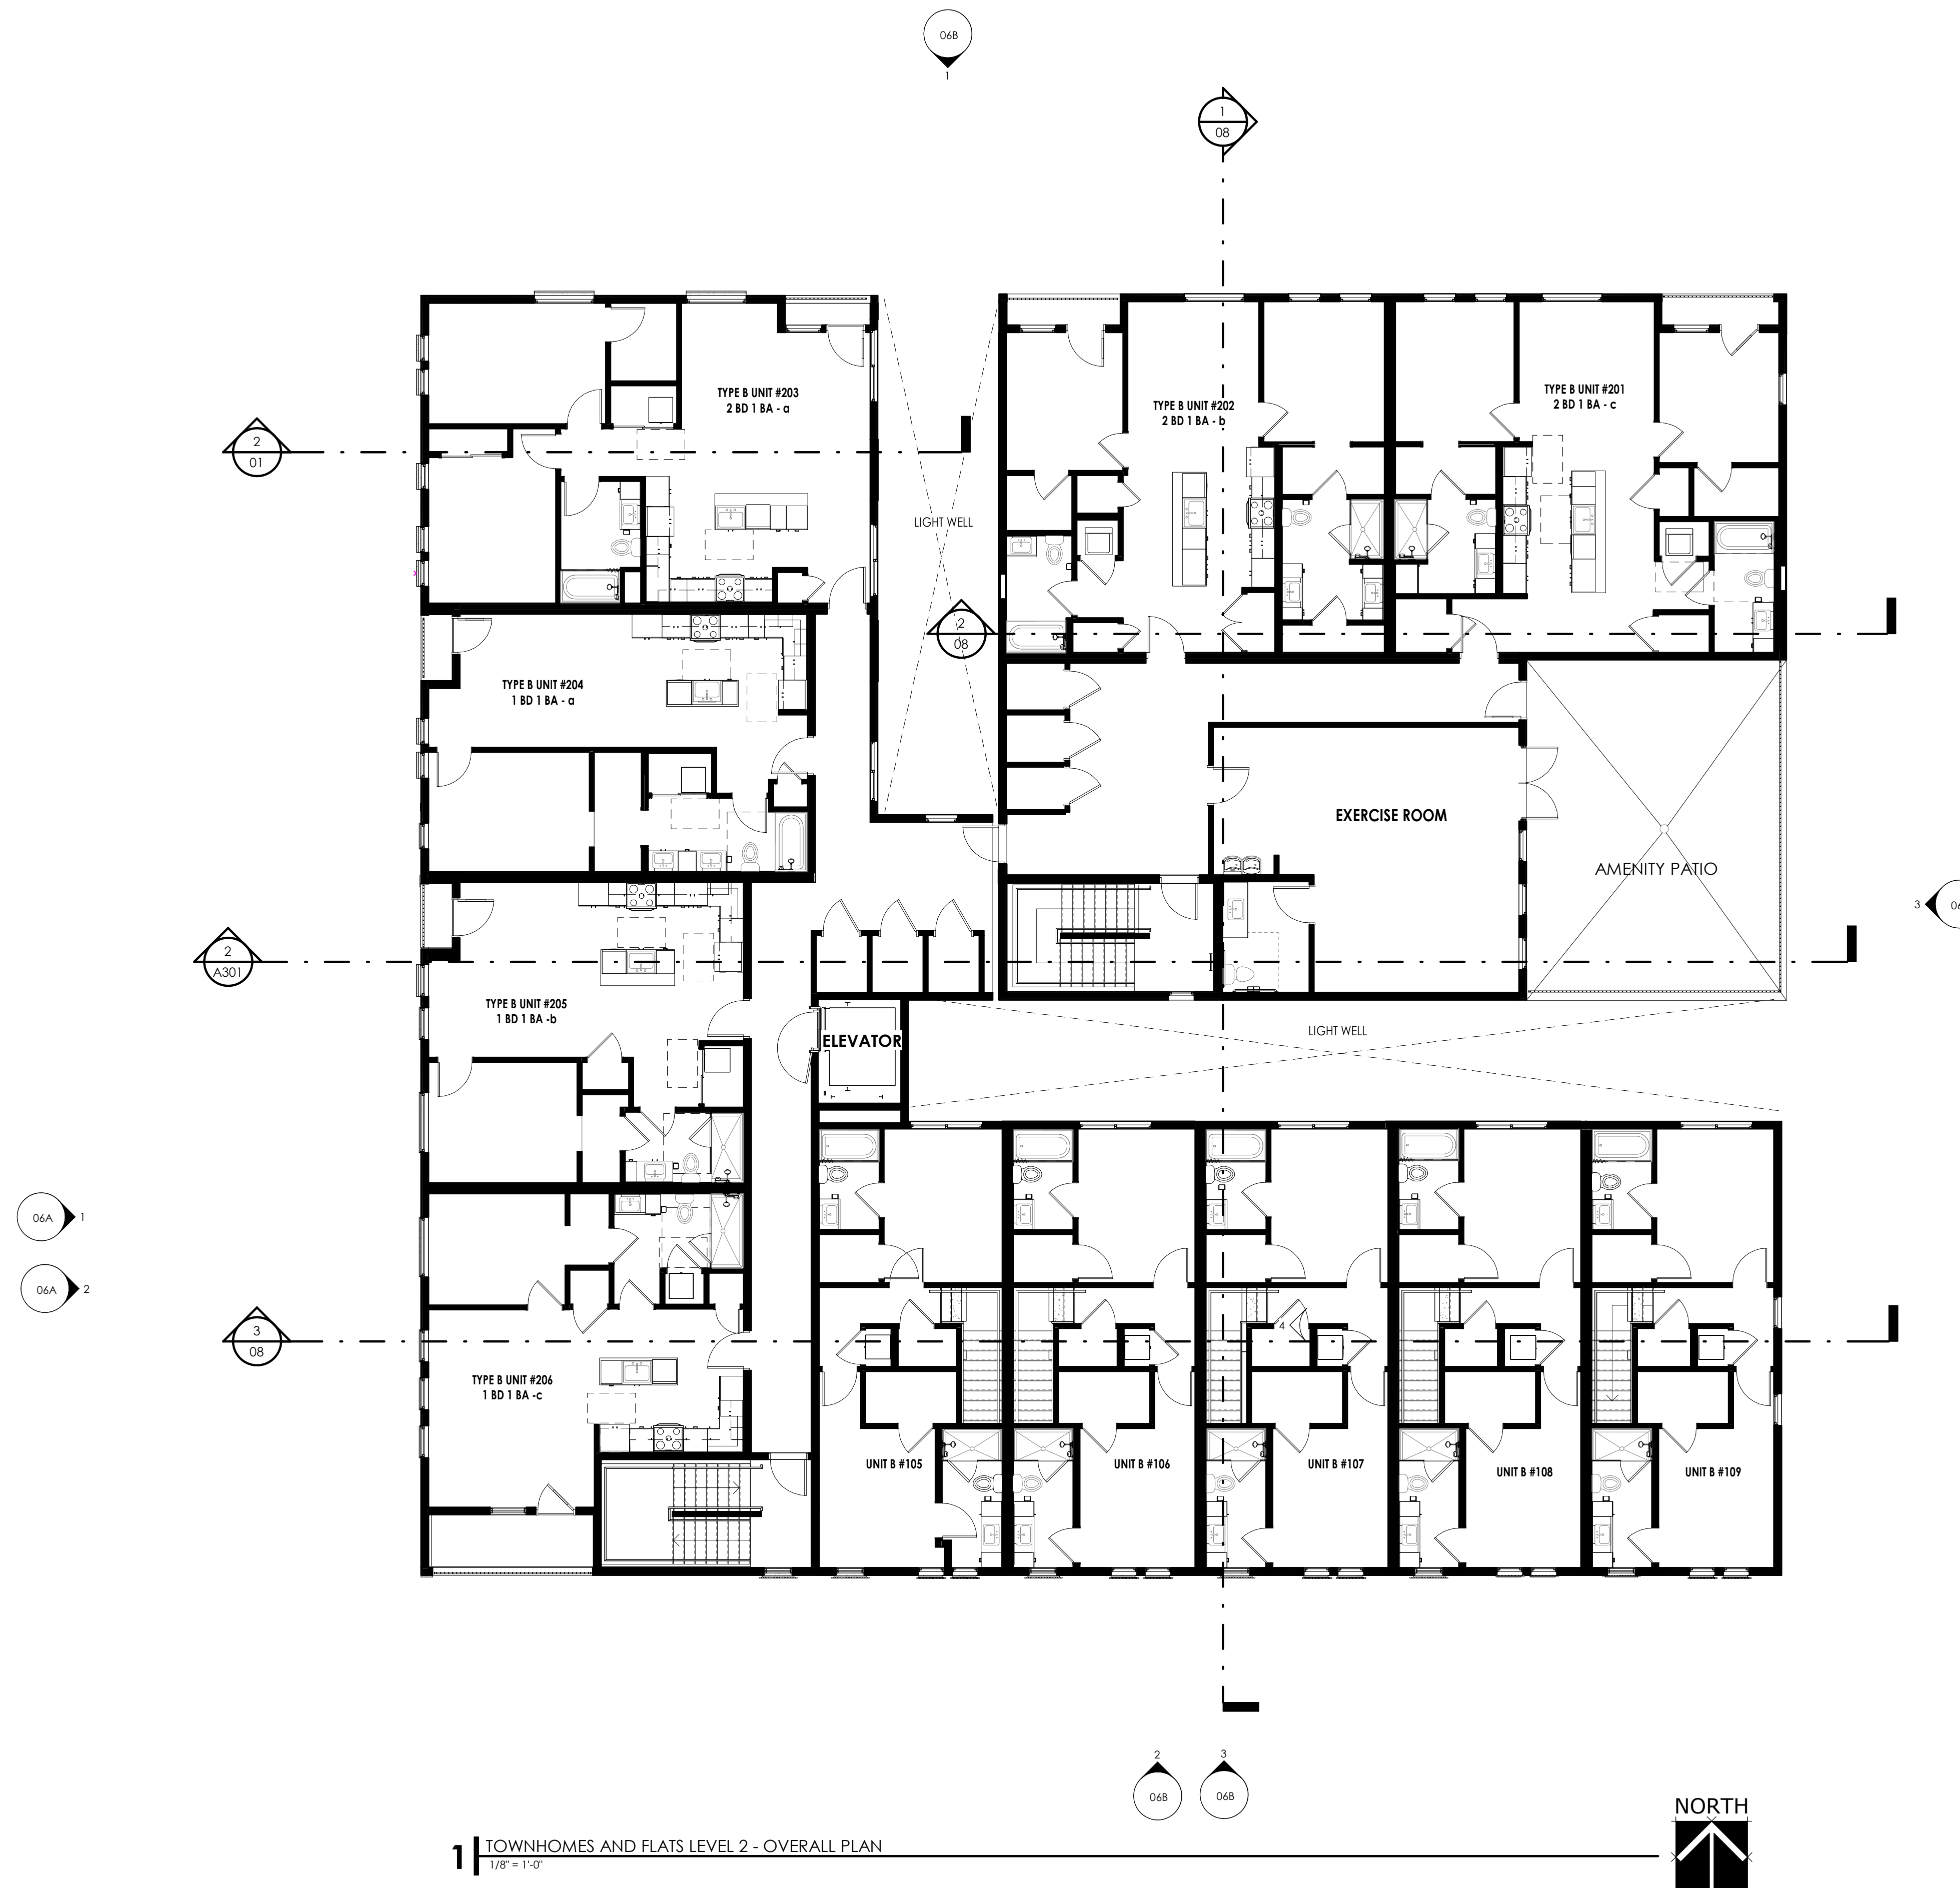 06B
1
1
08
TYPE B UNIT #203
2 BD 1 BA - a
TYPE B UNIT #202
2 BD 1 BA - b
TYPE B UNIT #201
2 BD 1 BA - c
2
01
LIGHT WELL
2
08
TYPE B UNIT #204
1 BD 1 BA - a
EXERCISE ROOM
AMENITY PATIO
3
2
A301
TYPE B UNIT #205
1 BD 1 BA -b
ELEVATOR
LIGHT WELL
06A
1
06A
2
3
08
4
TYPE B UNIT #206
1 BD 1 BA -c
UNIT B #105
UNIT B #106
UNIT B #107
UNIT B #108
UNIT B #109
2
3
06B
06B
NORTH
1
TOWNHOMES AND FLATS LEVEL 2 - OVERALL PLAN
1/8" = 1'-0"